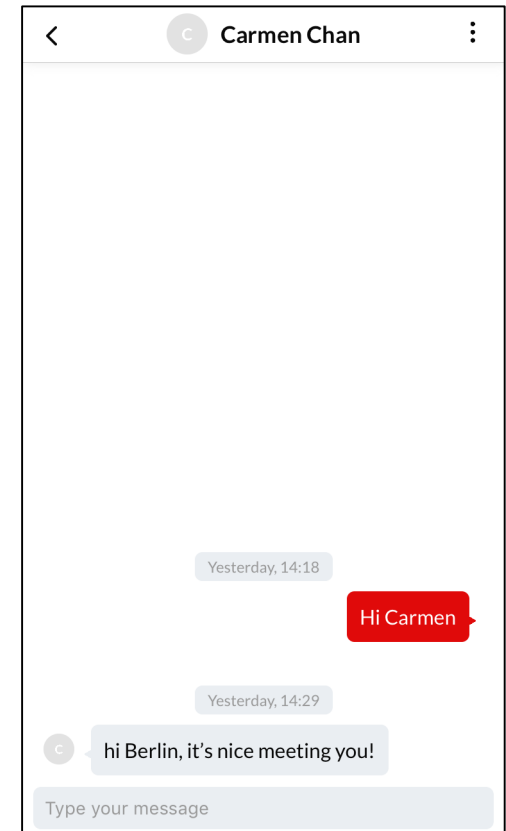 C Carmen Chan
Yesterday, 14:18
Hi Carmen
Yesterday, 14:29
C hi Berlin, it’s nice meeting you!
Type your message